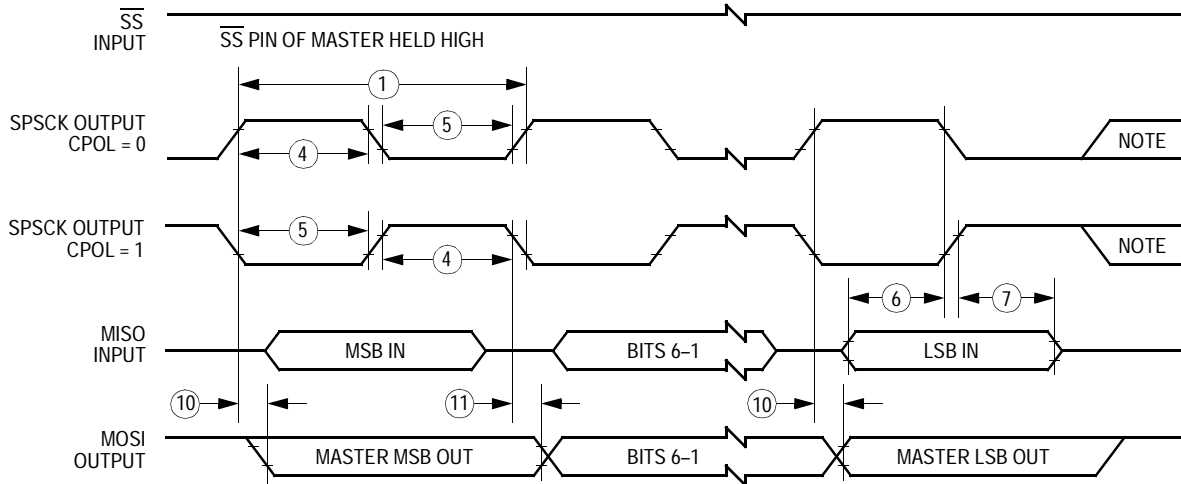 SS
INPUT
SS PIN OF MASTER HELD HIGH
1
SPSCK OUTPUT
CPOL = 0
5
4
NOTE
SPSCK OUTPUT
CPOL = 1
5
4
NOTE
6
7
MISO
INPUT
MSB IN
BITS 6–1
LSB IN
10
11
10
MOSI
OUTPUT
MASTER MSB OUT
BITS 6–1
MASTER LSB OUT